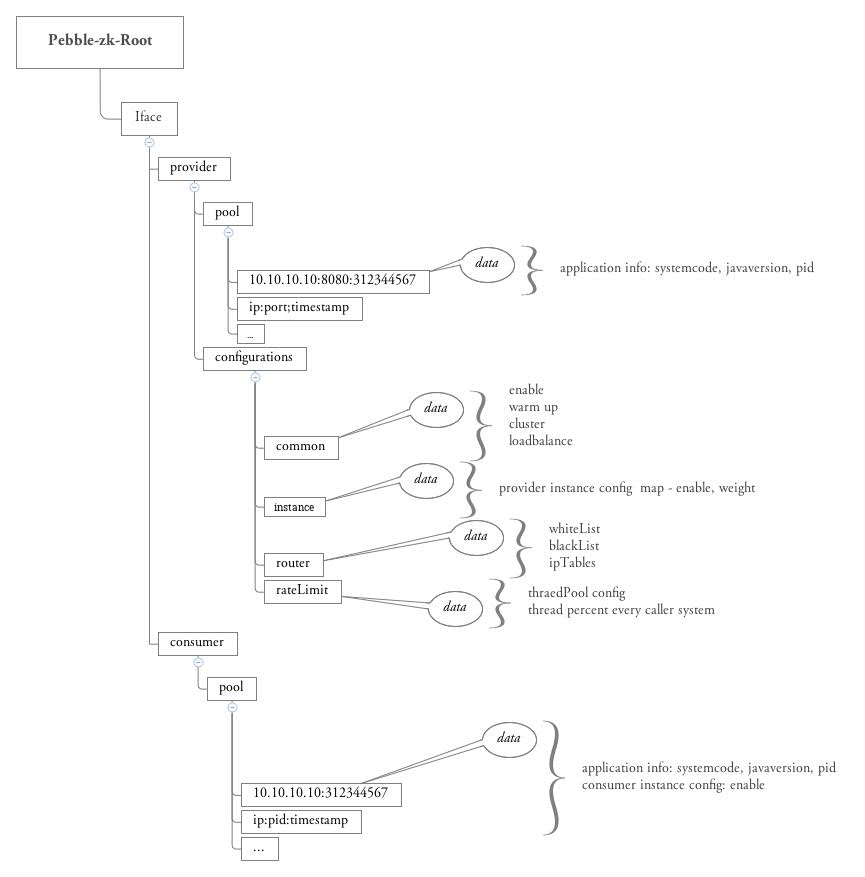 Pebble-zk-Root
Iface
provider
pool
10.10.10.10:8080:312344567
data
application info: systemcode, javaversion, pid
ip:port;timestamp
...
configurations
common
data
enable
warm up
cluster
loadbalance
instance
data
provider instance config map - enable, weight
router
data
whiteList
blackList
ipTables
rateLimit
data
thraedPool config
thread percent every caller system
consumer
pool
10.10.10.10:312344567
data
application info: systemcode, javaversion, pid
consumer instance config: enable
ip:pid:timestamp
...